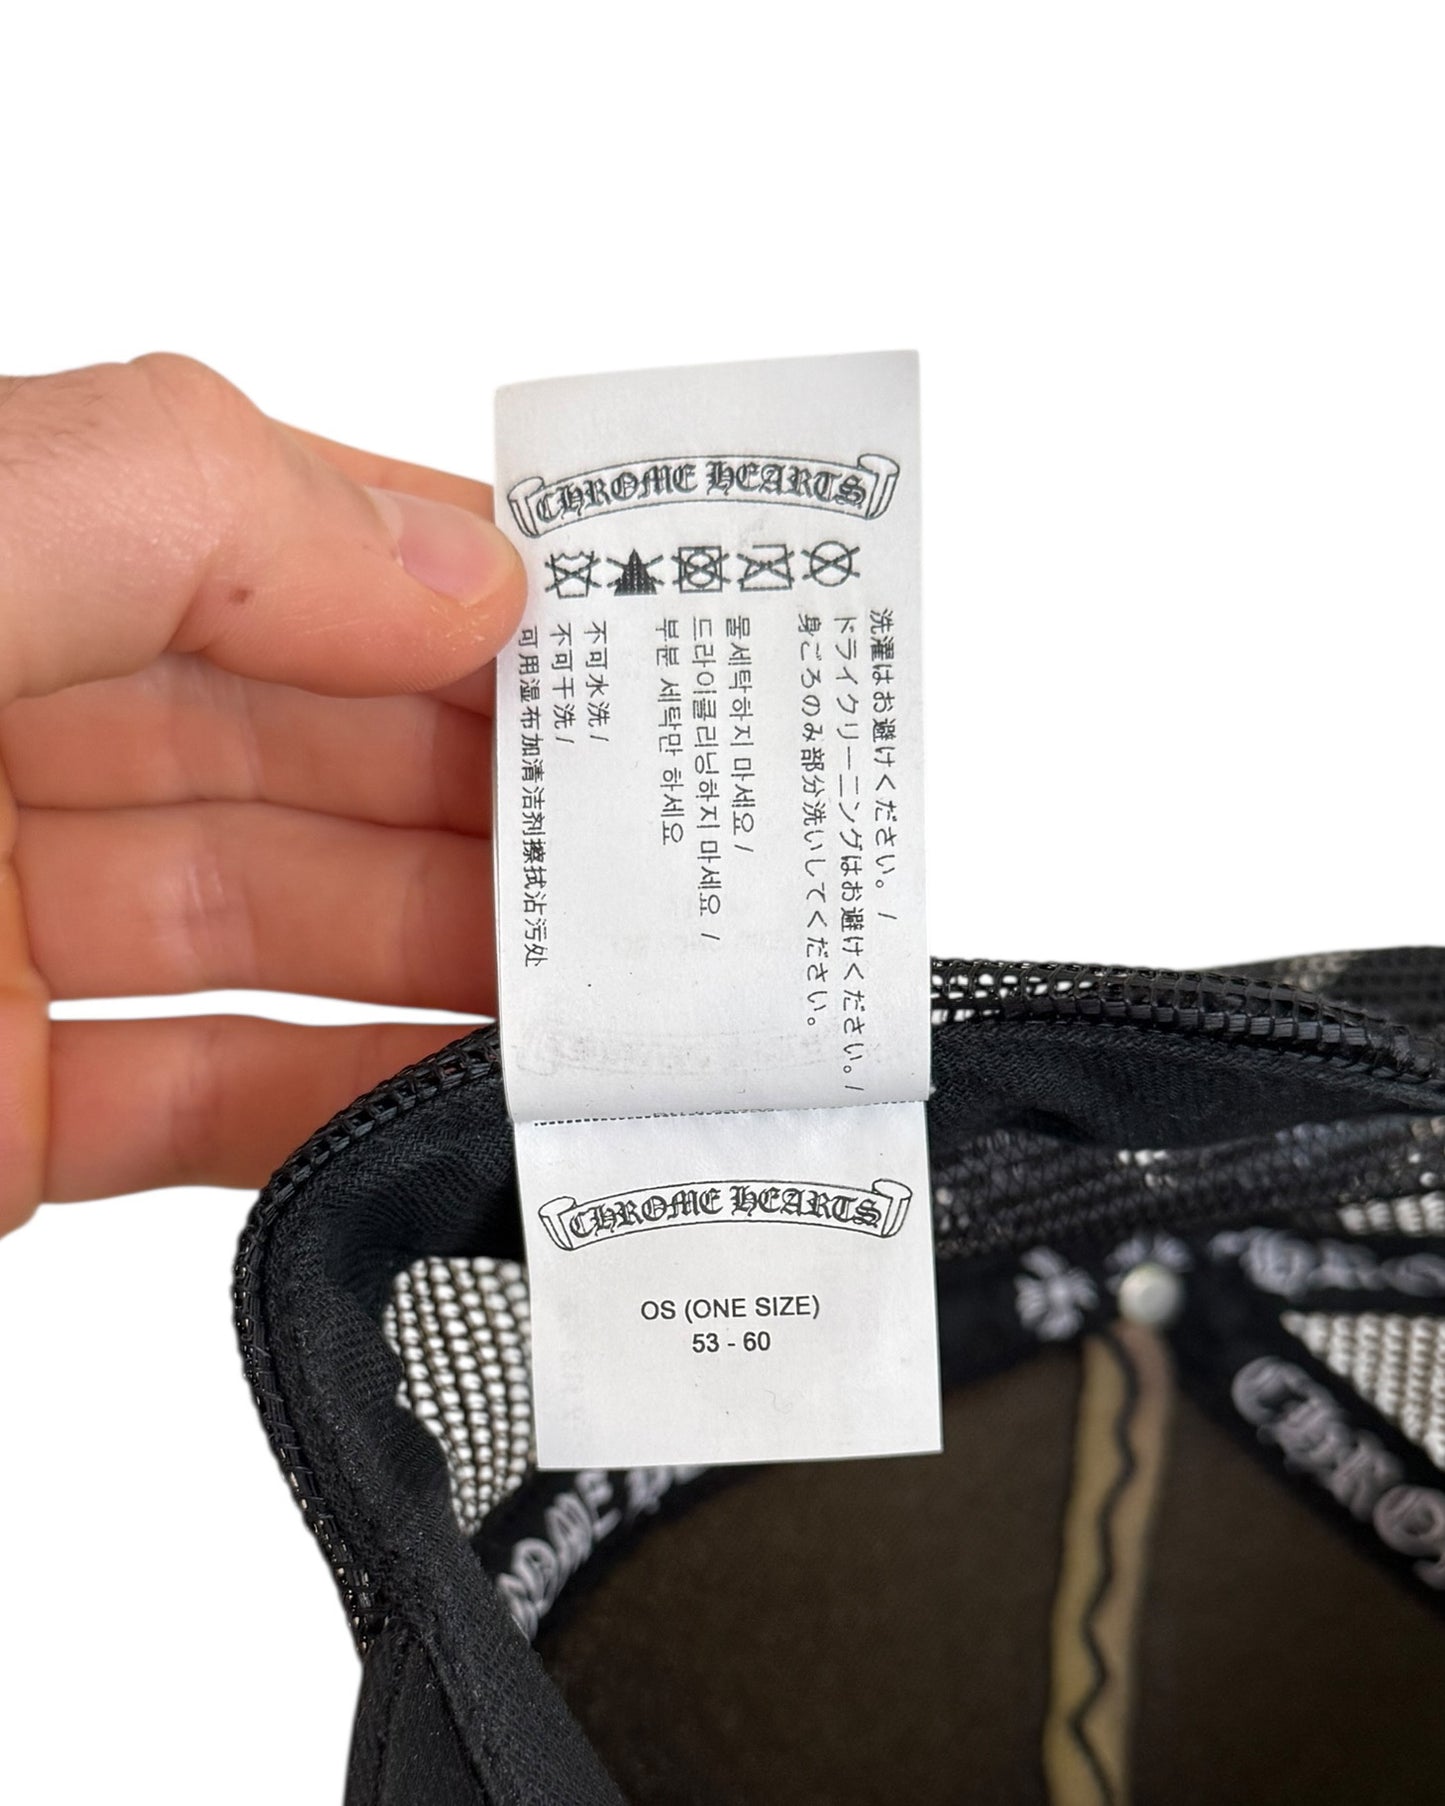 CHROME HEARTS
洗濯はお避けください。/
ドライクリーニングはお避けください。/
身ごろのみ部分洗いしてください。
물세탁하지 마세요 /
드라이클리닝하지 마세요 /
부분 세탁만 하세요
不可水洗 /
不可干洗 /
可用湿布加清洁剂擦拭沾污处
CHROME HEARTS
OS (ONE SIZE)
53 - 60